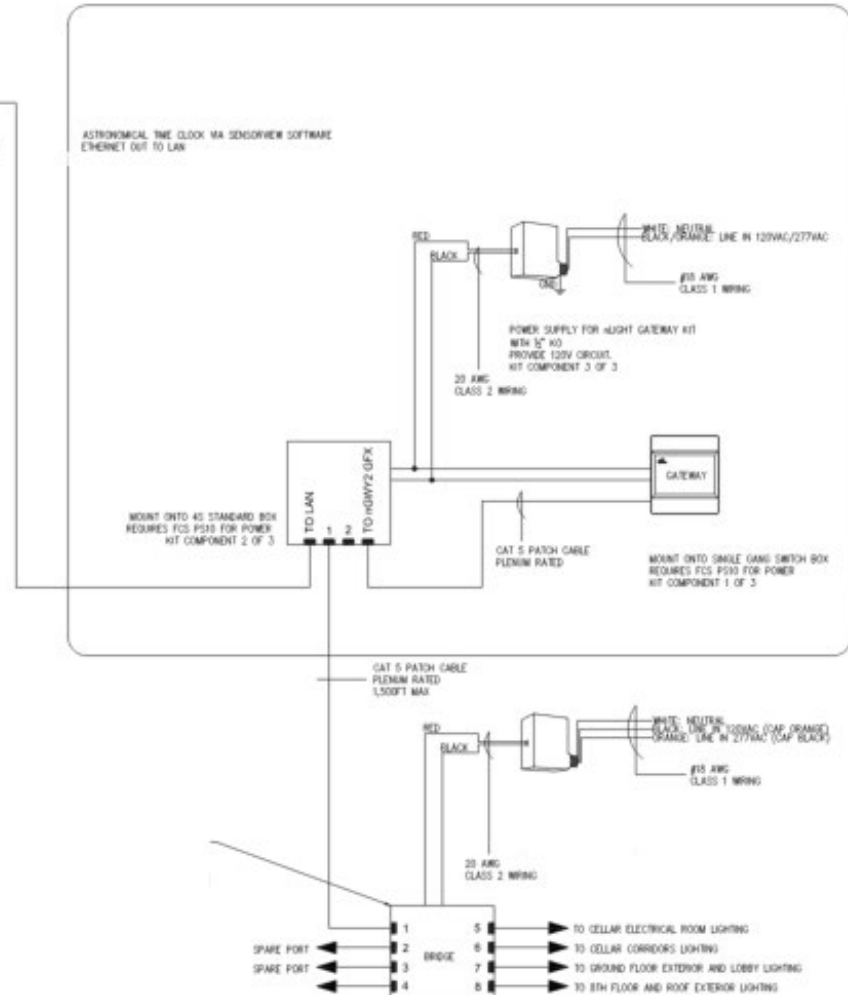 ASTRONOMICAL TIME CLOCK VIA SENSORVIEW SOFTWARE
ETHERNET OUT TO LAN
RED
BLACK
WHITE: NEUTRAL
BLACK/ORANGE: LINE IN 120VAC/277VAC
GND
#18 AWG
CLASS 1 WIRING
POWER SUPPLY FOR nLIGHT GATEWAY KIT
WITH ½" KO
PROVIDE 120V CIRCUIT.
KIT COMPONENT 3 OF 3
20 AWG
CLASS 2 WIRING
TO LAN
1
2
TO nGWY2 GFX
GATEWAY
MOUNT ONTO 4S STANDARD BOX
REQUIRES FCS PS10 FOR POWER
KIT COMPONENT 2 OF 3
CAT 5 PATCH CABLE
PLENUM RATED
MOUNT ONTO SINGLE GANG SWITCH BOX
REQUIRES FCS PS10 FOR POWER
KIT COMPONENT 1 OF 3
CAT 5 PATCH CABLE
PLENUM RATED
1,500FT MAX
RED
BLACK
WHITE: NEUTRAL
BLACK: LINE IN 120VAC (CAP ORANGE)
ORANGE: LINE IN 277VAC (CAP BLACK)
#18 AWG
CLASS 1 WIRING
20 AWG
CLASS 2 WIRING
1 5 TO CELLAR ELECTRICAL ROOM LIGHTING
SPARE PORT 2 BRIDGE 6 TO CELLAR CORRIDORS LIGHTING
SPARE PORT 3 7 TO GROUND FLOOR EXTERIOR AND LOBBY LIGHTING
4 8 TO 8TH FLOOR AND ROOF EXTERIOR LIGHTING